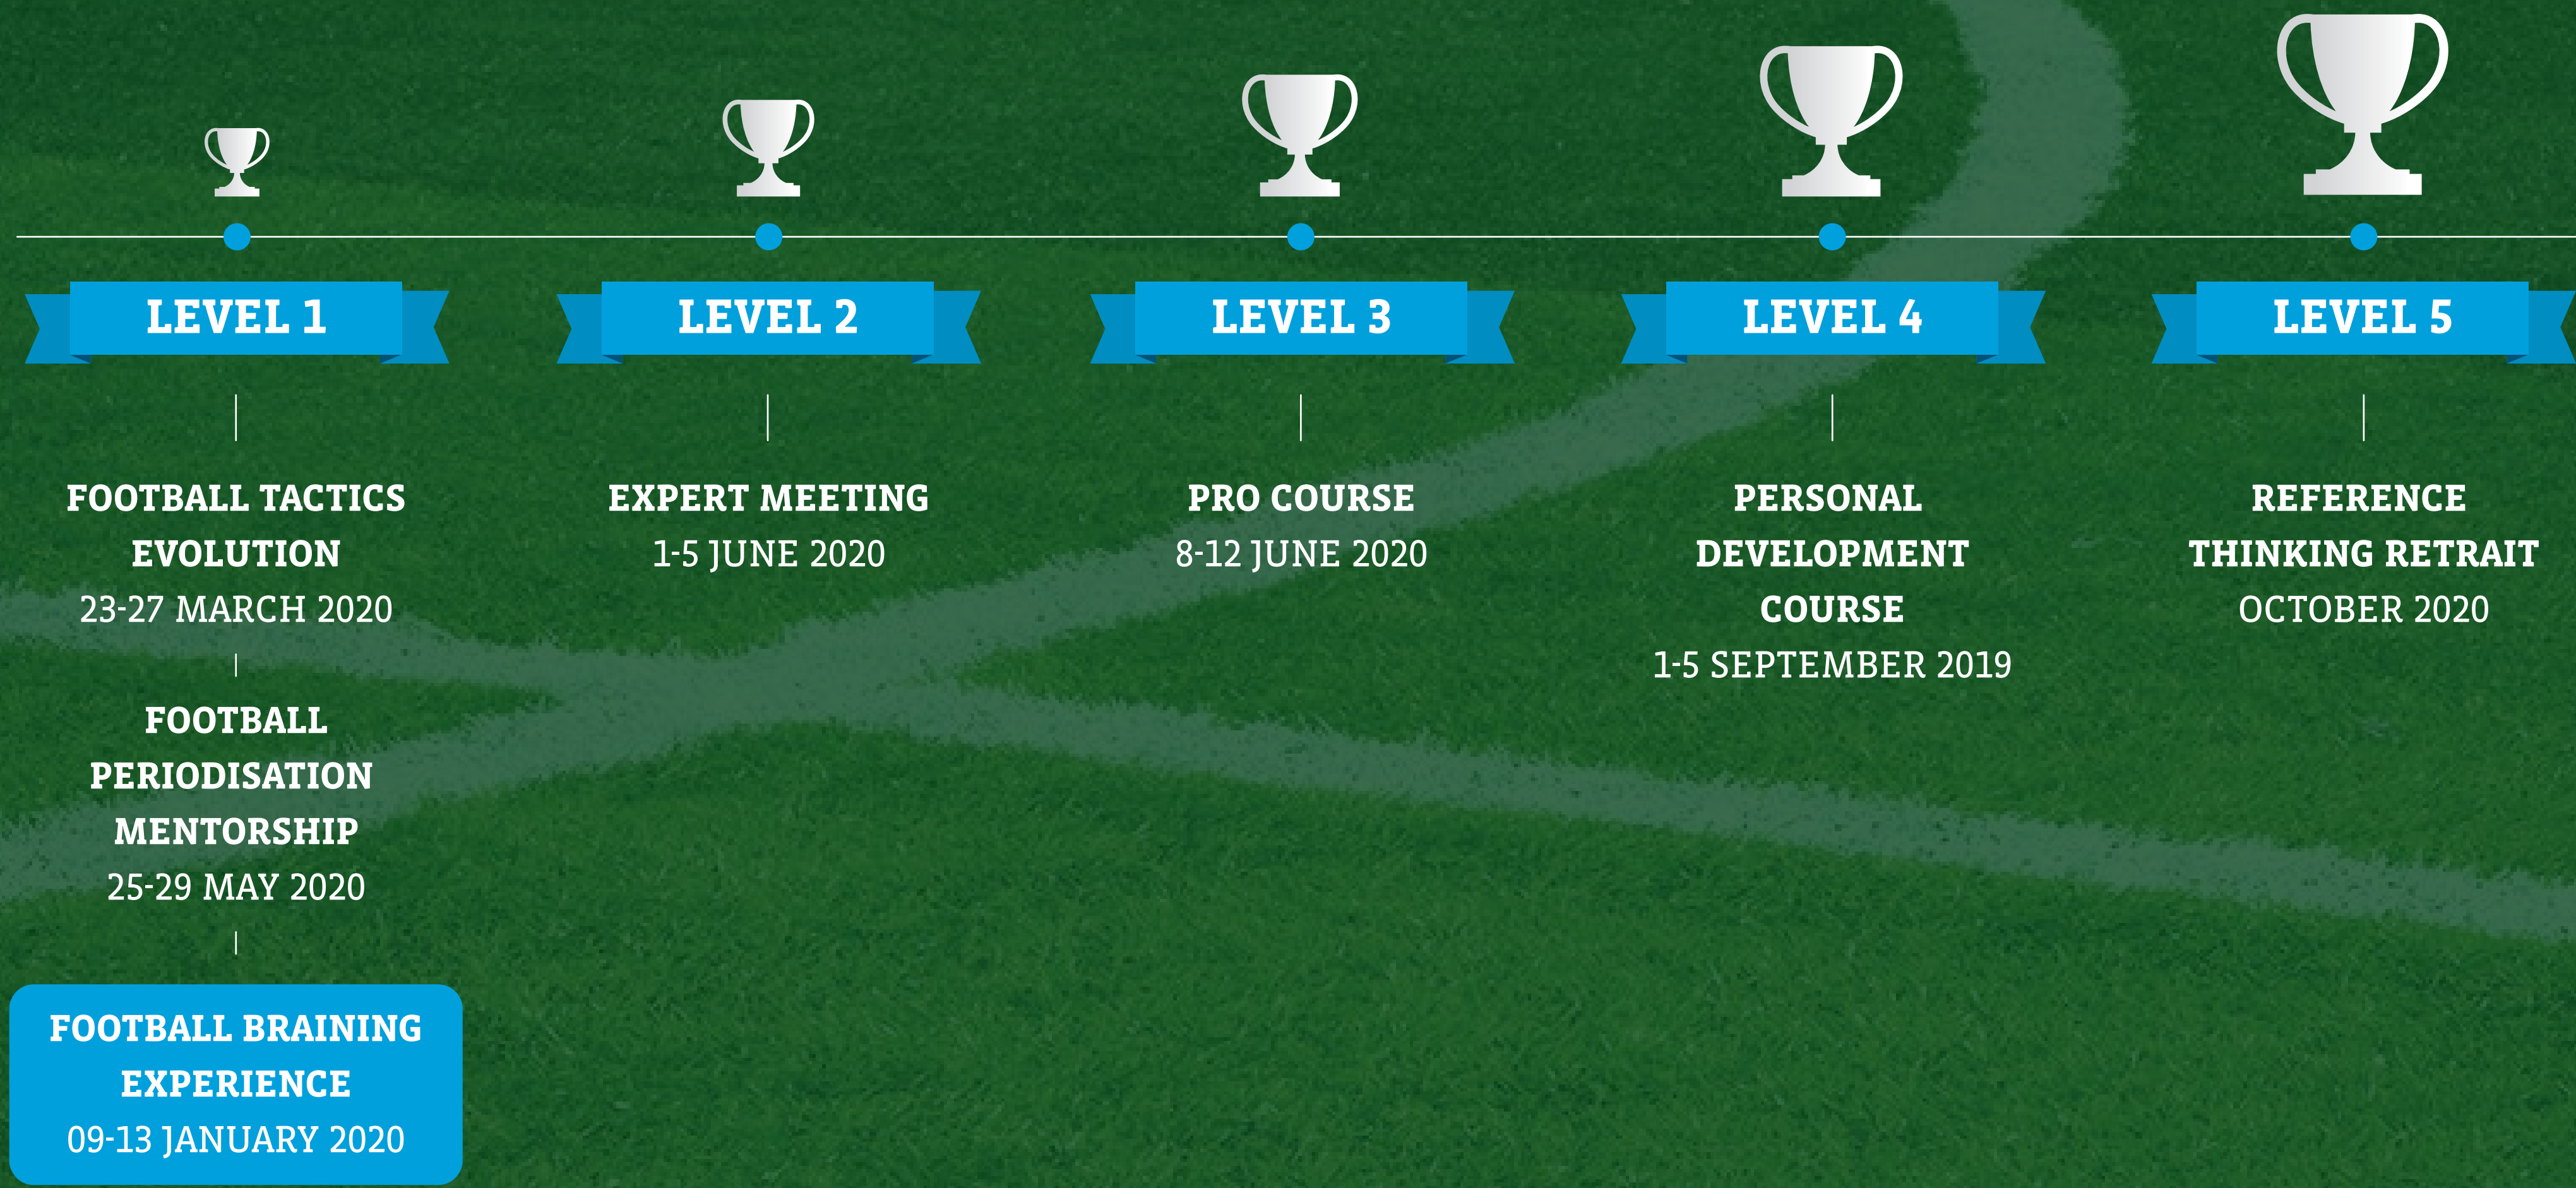 LEVEL 1
FOOTBALL TACTICS
EVOLUTION
23-27 MARCH 2020
FOOTBALL
PERIODISATION
MENTORSHIP
25-29 MAY 2020
FOOTBALL BRAINING
EXPERIENCE
09-13 JANUARY 2020
LEVEL 2
EXPERT MEETING
1-5 JUNE 2020
LEVEL 3
PRO COURSE
8-12 JUNE 2020
LEVEL 4
PERSONAL
DEVELOPMENT
COURSE
1-5 SEPTEMBER 2019
LEVEL 5
REFERENCE
THINKING RETRAIT
OCTOBER 2020